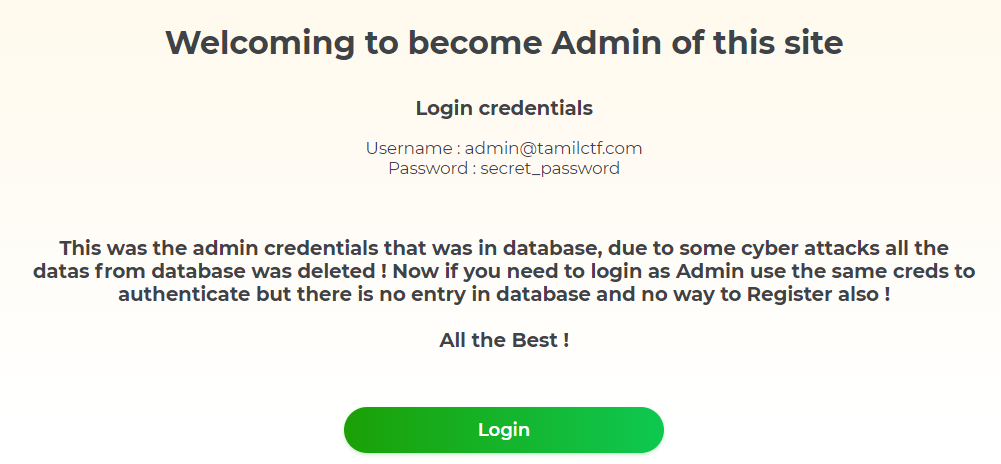 Welcoming to become Admin of this site
Login credentials
Username : admin@tamilctf.com
Password : secret_password
This was the admin credentials that was in database, due to some cyber attacks all the
datas from database was deleted ! Now if you need to login as Admin use the same creds to
authenticate but there is no entry in database and no way to Register also !
All the Best !
Login